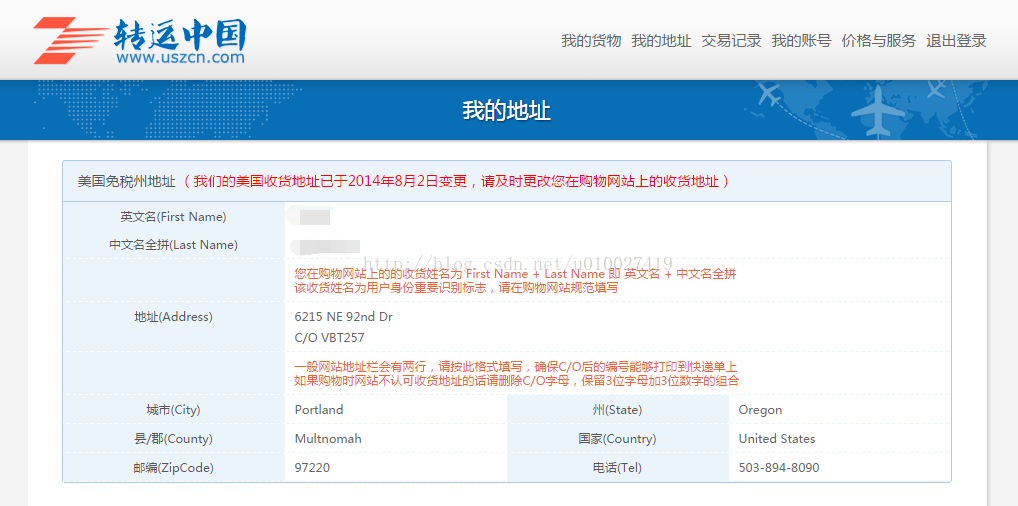 转运中国
www.uszcn.com
我的货物 我的地址 交易记录 我的账号 价格与服务 退出登录
我的地址
美国免税州地址 （ 我们的美国收货地址已于2014年8月2日变更，请及时更改您在购物网站上的收货地址 ）
英文名(First Name)
中文名全拼(Last Name)
http://blog.csdn.net/u010027419
您在购物网站上的的收货姓名为 First Name + Last Name 即 英文名 + 中文名全拼
该收货姓名为用户身份重要识别标志，请在购物网站规范填写
地址(Address) 6215 NE 92nd Dr
C/O VBT257
一般网站地址栏会有两行，请按此格式填写，确保C/O后的编号能够打印到快递单上
如果购物时网站不认可收货地址的话请删除C/O字母，保留3位字母加3位数字的组合
城市(City) Portland 州(State) Oregon
县/郡(County) Multnomah 国家(Country) United States
邮编(ZipCode) 97220 电话(Tel) 503-894-8090